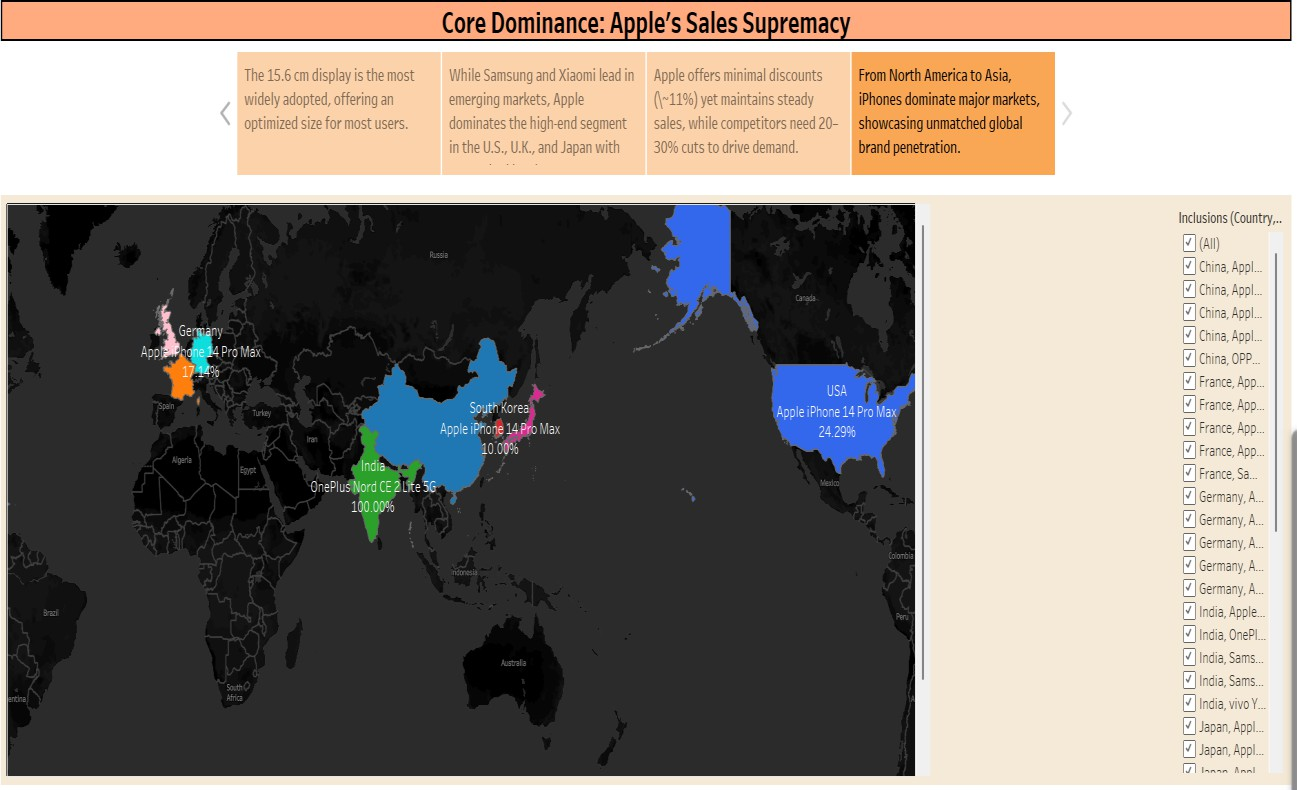 Core Dominance: Apple's Sales Supremacy
The 15.6 cm display is the most
widely adopted, offering an
optimized size for most users.
While Samsung and Xiaomi lead in
emerging markets, Apple
dominates the high-end segment
in the U.S., U.K., and Japan with
Apple offers minimal discounts
(\~11%) yet maintains steady
sales, while competitors need 20–
30% cuts to drive demand.
From North America to Asia,
iPhones dominate major markets,
showcasing unmatched global
brand penetration.
Russia
Canada
Germany
Apple iPhone 14 Pro Max
17.14%
Spain
Turkey
Iran
Algeria
Egypt
South Korea
Apple iPhone 14 Pro Max
10.00%
India
OnePlus Nord CE 2 Lite 5G
100.00%
USA
Apple iPhone 14 Pro Max
24.29%
Mexico
Colombia
Indonesia
Brazil
Peru
Australia
South
Africa
entina
A
Inclusions (Country,..
(All)
China, Appl...
China, Appl...
China, Appl...
China, Appl...
China, OPP...
France, App...
France, App...
France, App...
France, App...
France, Sa...
Germany, A...
Germany, A...
Germany, A...
Germany, A...
Germany, A...
India, Apple...
India, OnePl...
India, Sams...
India, Sams...
India, vivo Y...
Japan, Appl...
Japan, Appl...
Japan, Appl...